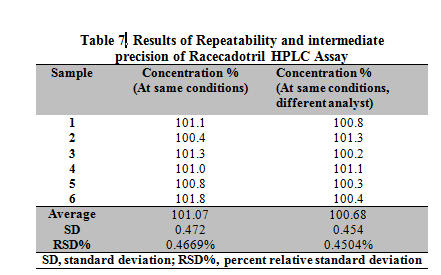 Table 7. Results of Repeatability and intermediate
precision of Racecadotril HPLC Assay
Sample Concentration % Concentration %
(At same conditions) (At same conditions,
different analyst)
1 101.1 100.8
2 100.4 101.3
3 101.3 100.2
4 101.0 101.1
5 100.8 100.3
6 101.8 100.4
Average 101.07 100.68
SD 0.472 0.454
RSD% 0.4669% 0.4504%
SD, standard deviation; RSD%, percent relative standard deviation